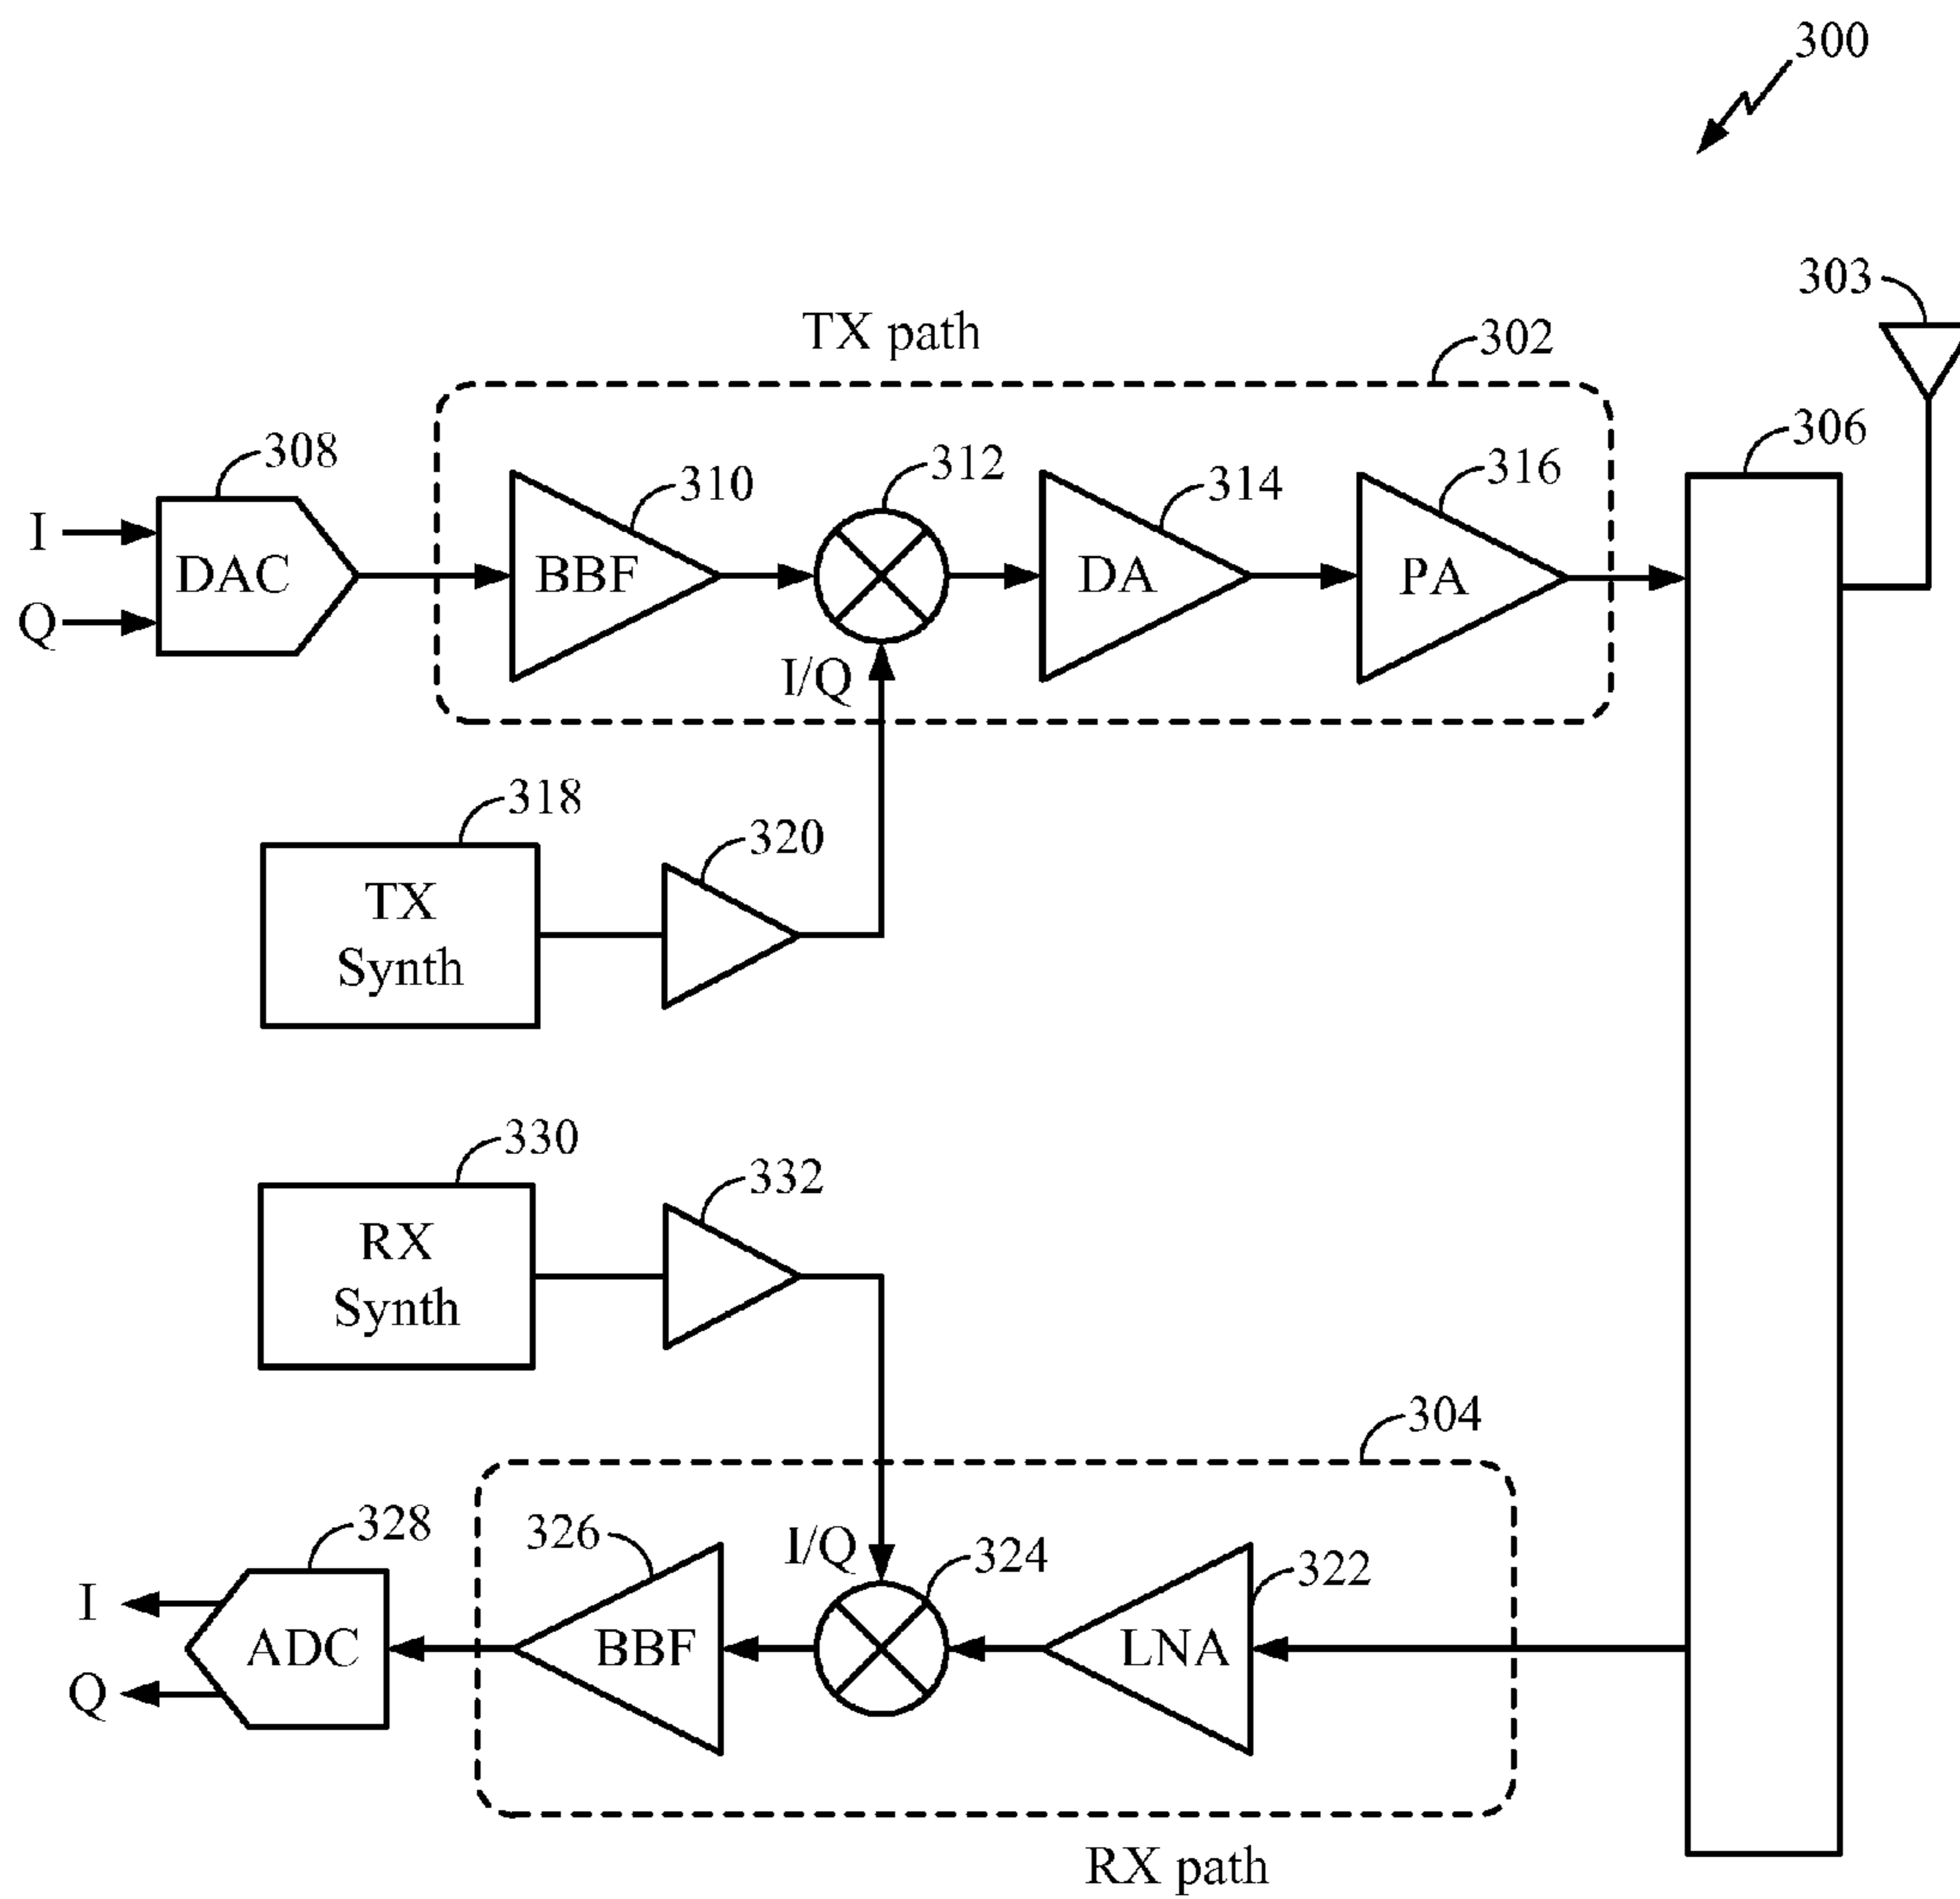 300
303
TX path
302
306
308
310
312
314
316
I
Q
DAC
BBF
DA
PA
I/Q
318
320
TX
Synth
330
332
RX
Synth
304
328
326
I/Q
324
322
I
Q
ADC
BBF
LNA
RX path